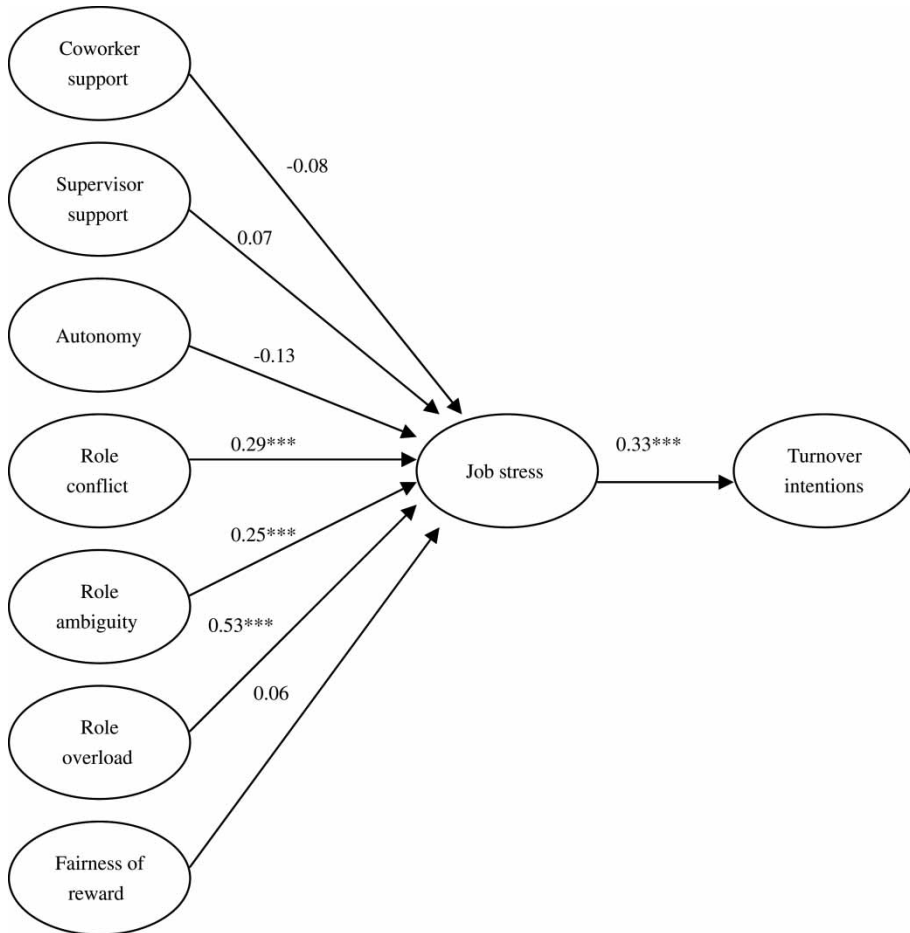 Coworker
support
-0.08
Supervisor
support
0.07
Autonomy
-0.13
Role
conflict
0.29***
Job stress
0.33***
Turnover
intentions
0.25***
Role
ambiguity
0.53***
0.06
Role
overload
Fairness of
reward